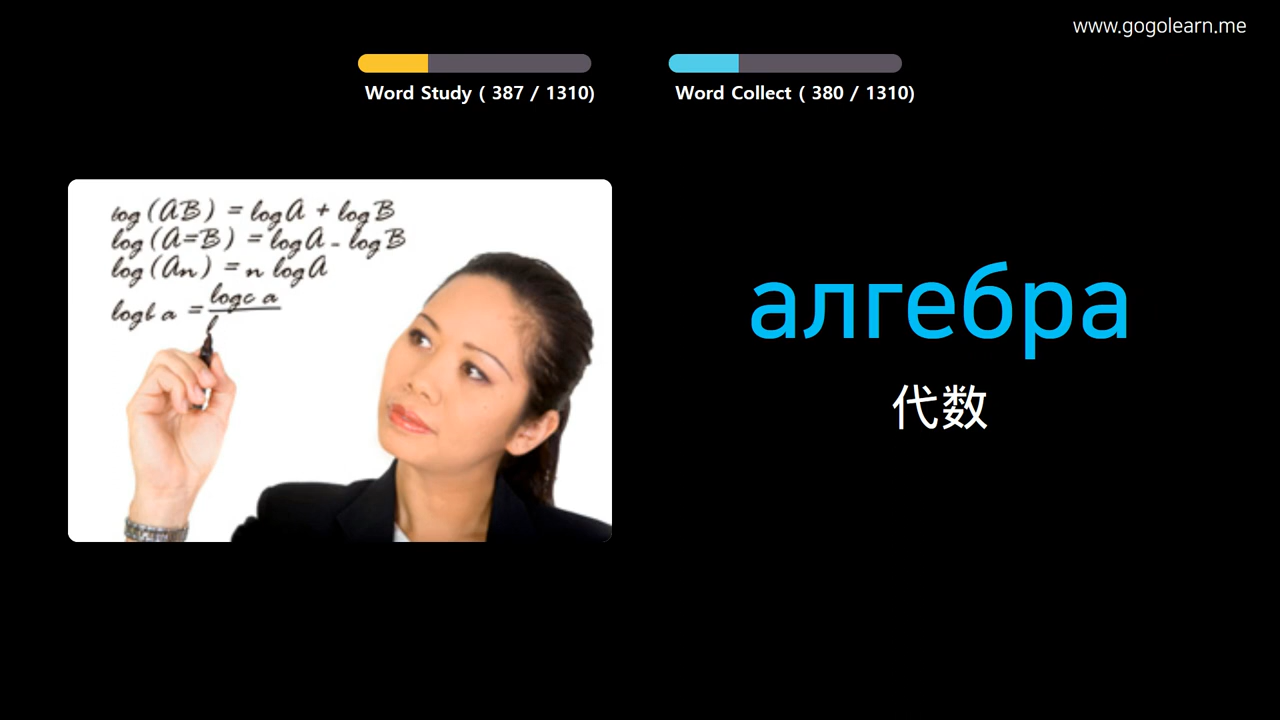 www.gogolearn.me
Word Study ( 387 / 1310)
Word Collect ( 380 / 1310)
log (AB) = log A + log B
log (A=B) = log A - log B
log (An) = n log A
logb a = logc a
алгебра
代数